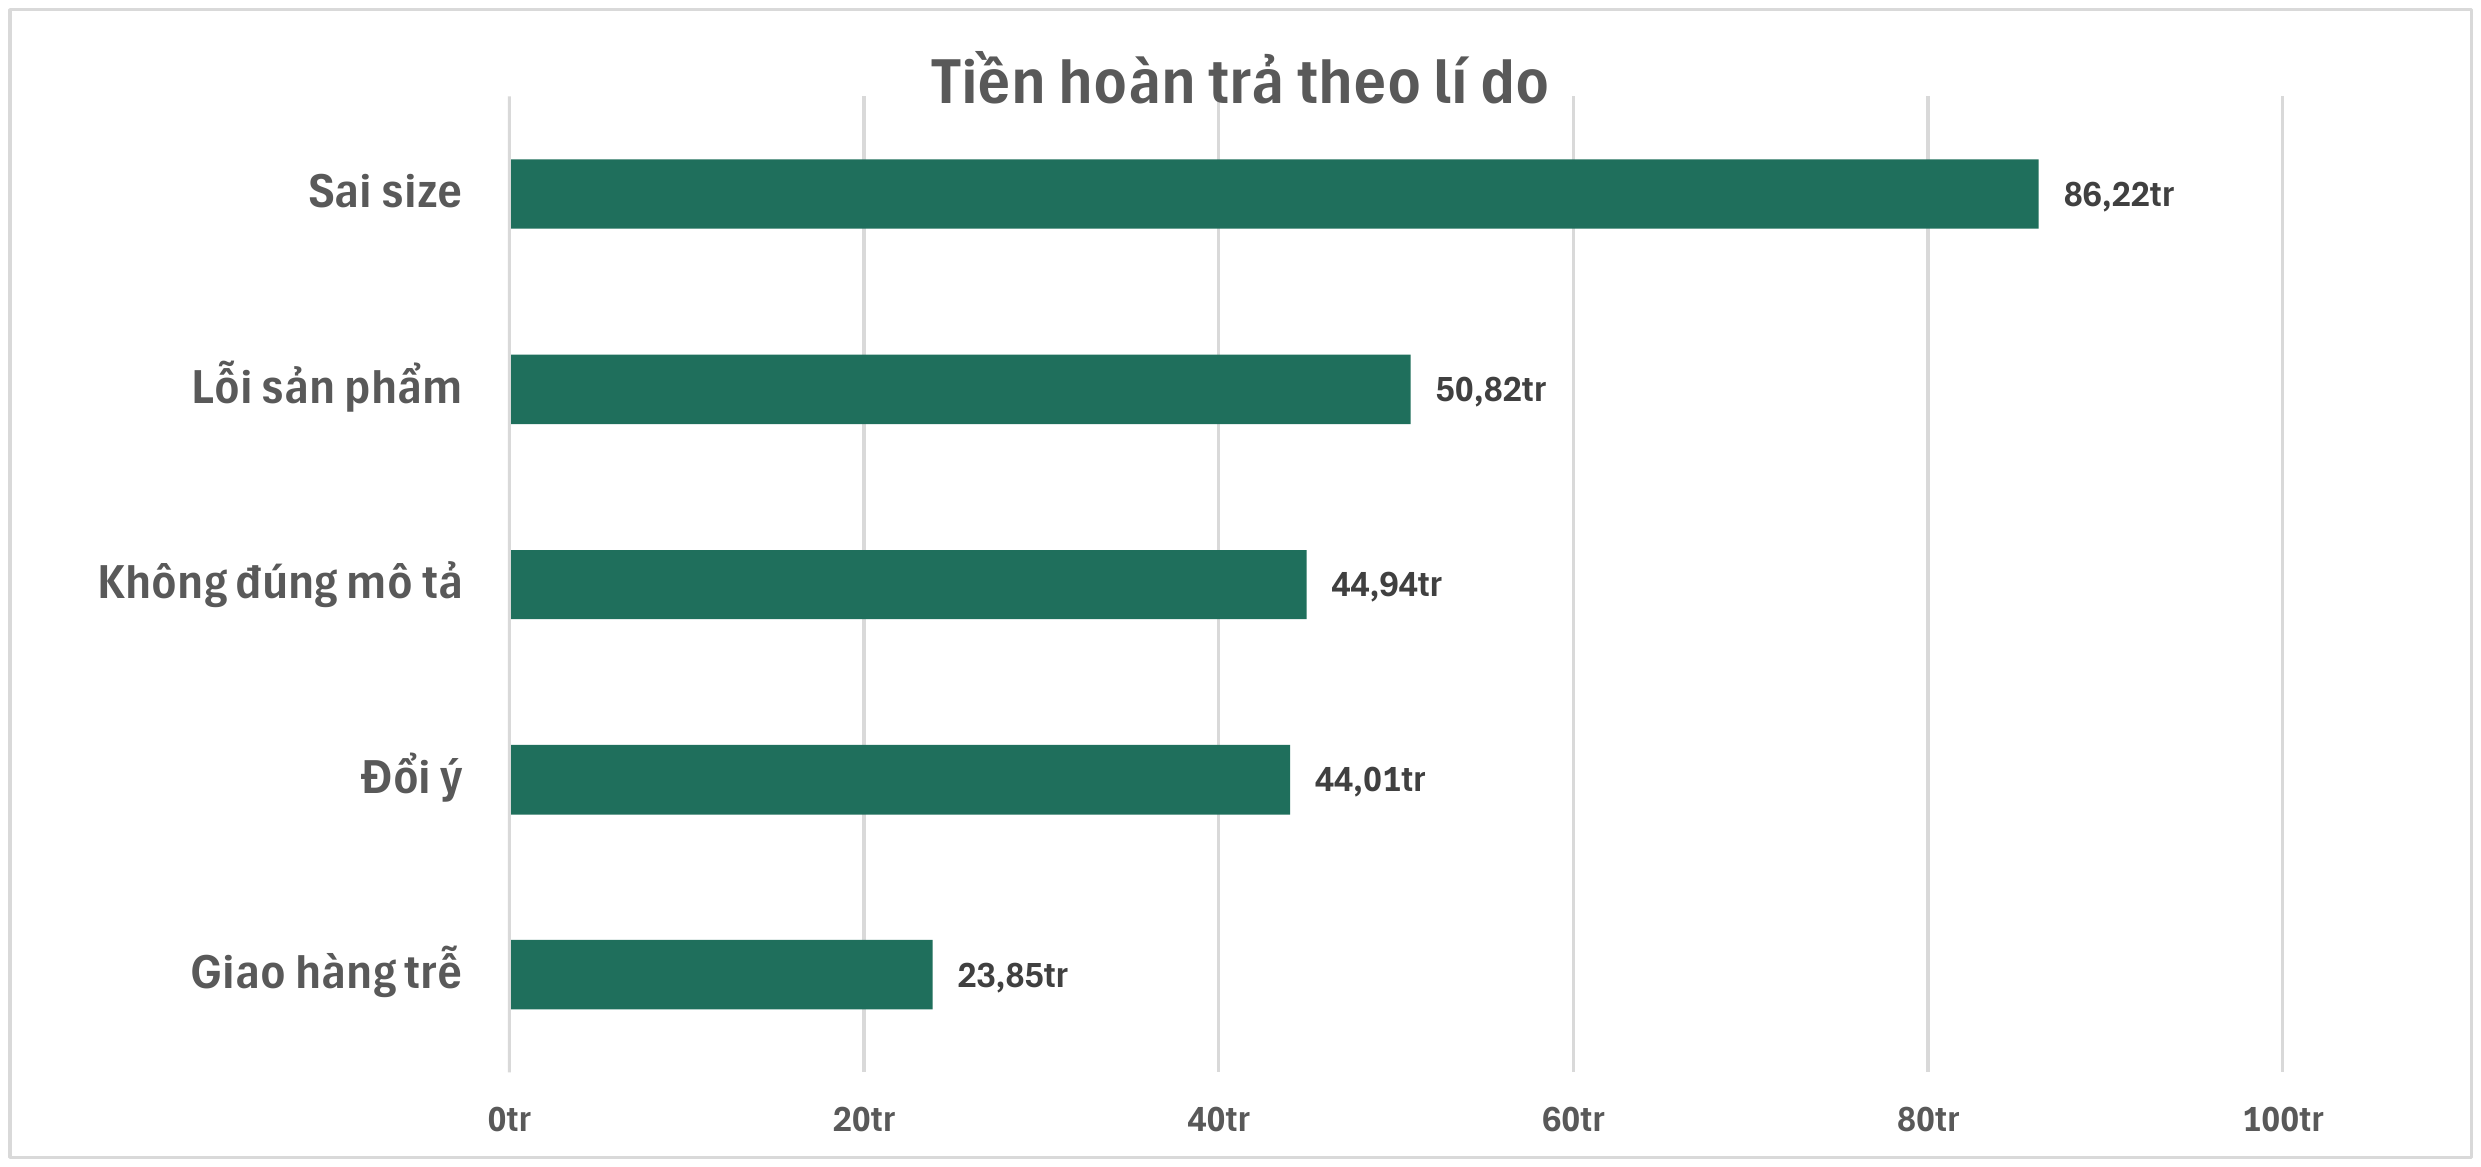 Tiền hoàn trả theo lí do
Sai size
86,22tr
Lỗi sản phẩm
50,82tr
Không đúng mô tả
44,94tr
Đổi ý
44,01tr
Giao hàng trễ
23,85tr
0tr 20tr 40tr 60tr 80tr 100tr